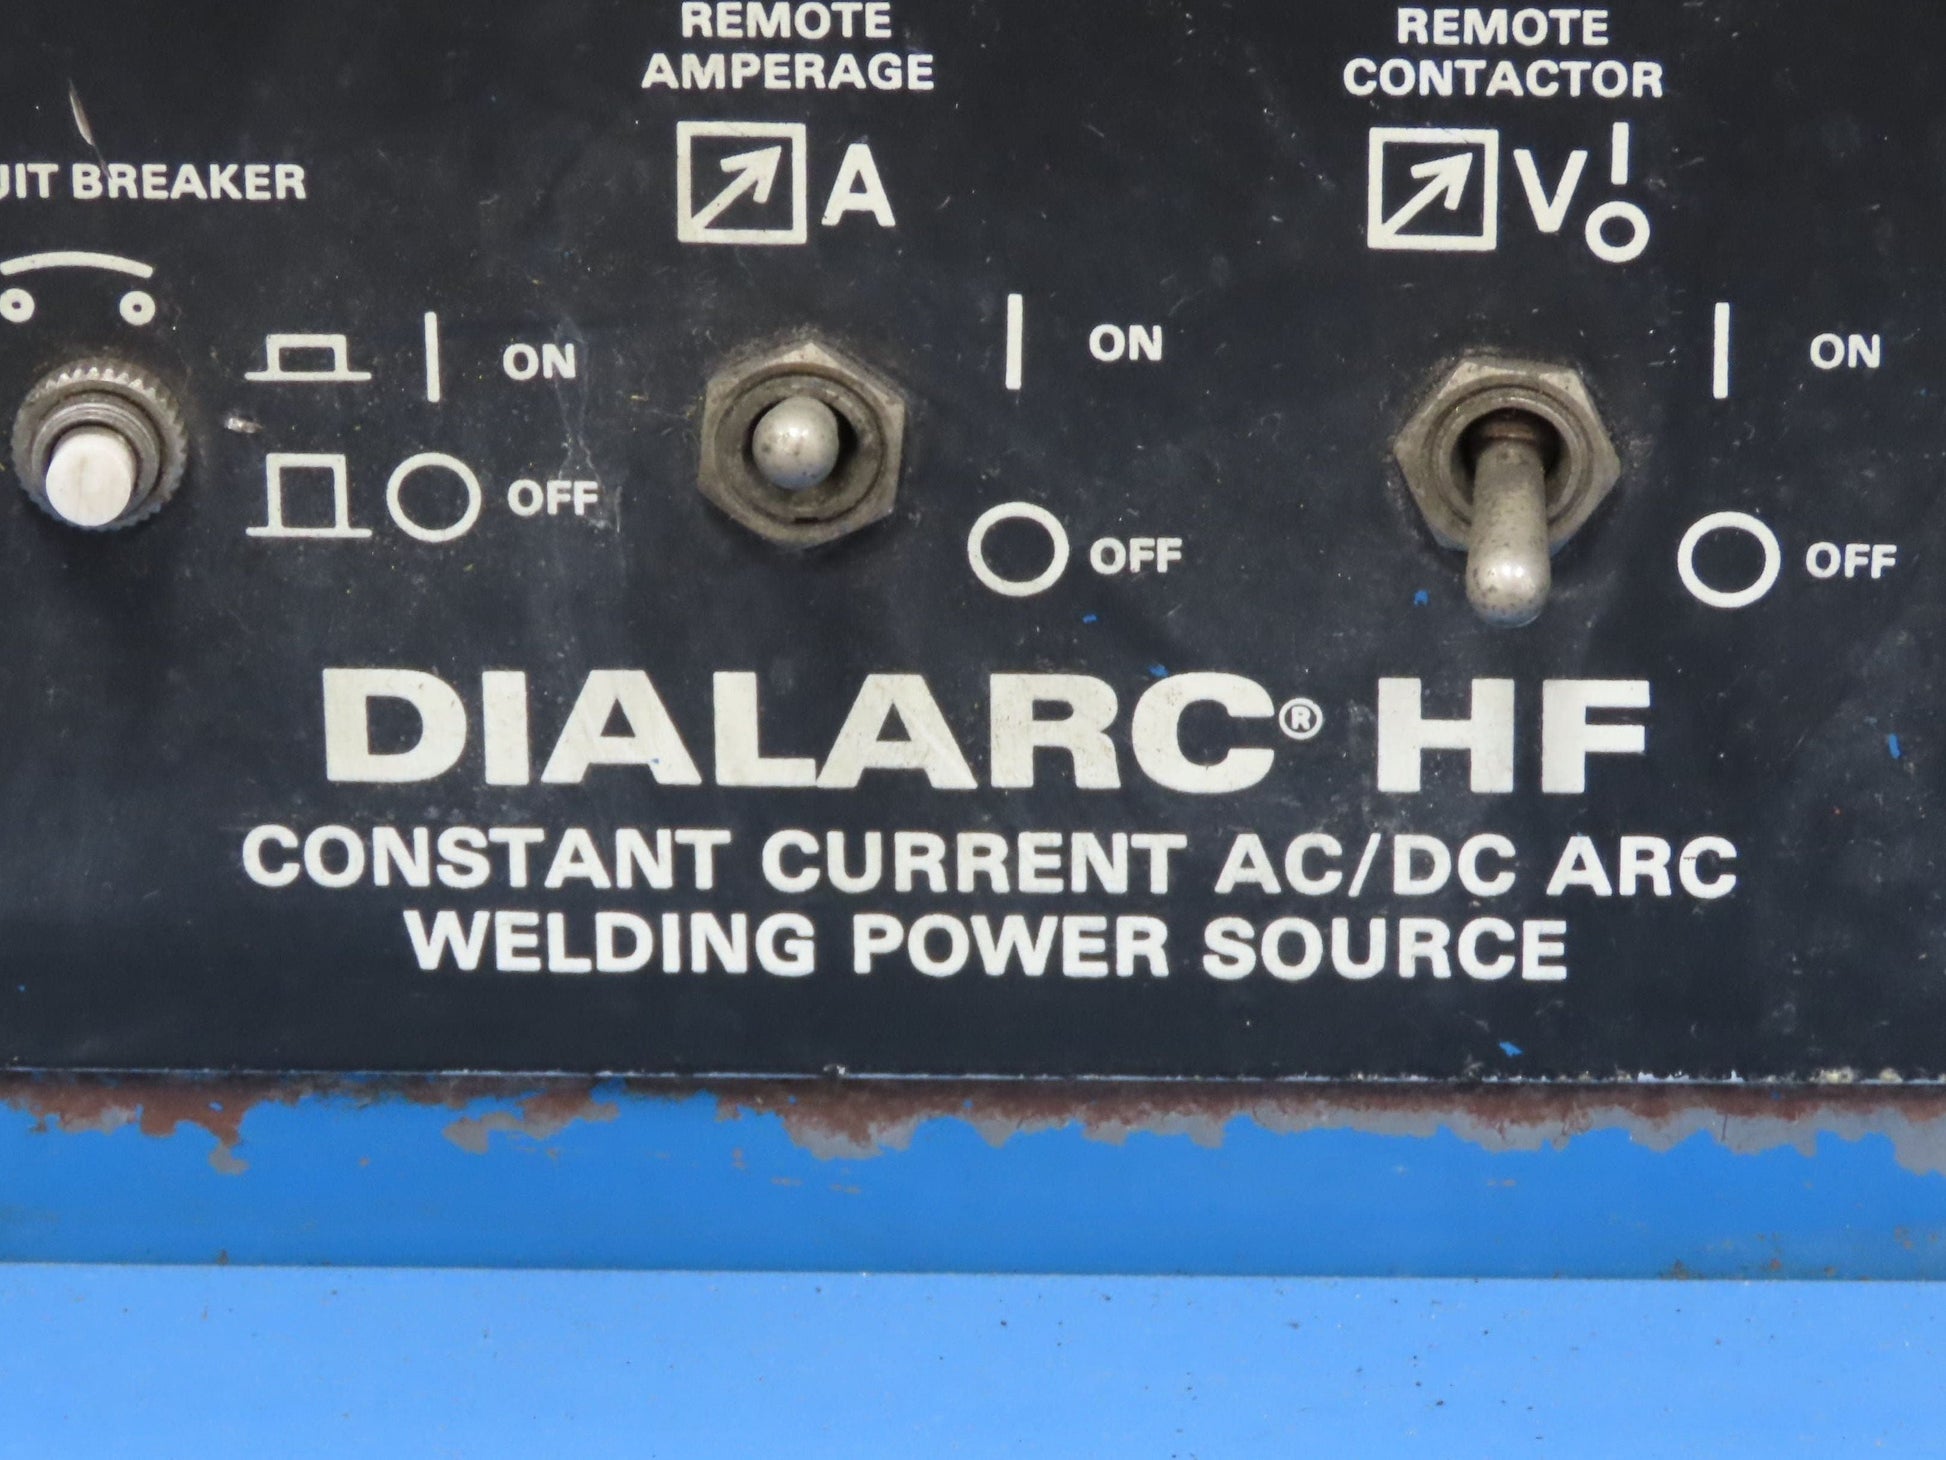 REMOTE
AMPERAGE
A
REMOTE
CONTACTOR
V
BREAKER
ON
OFF
ON
OFF
ON
OFF
DIALARC® HF
CONSTANT CURRENT AC/DC ARC
WELDING POWER SOURCE